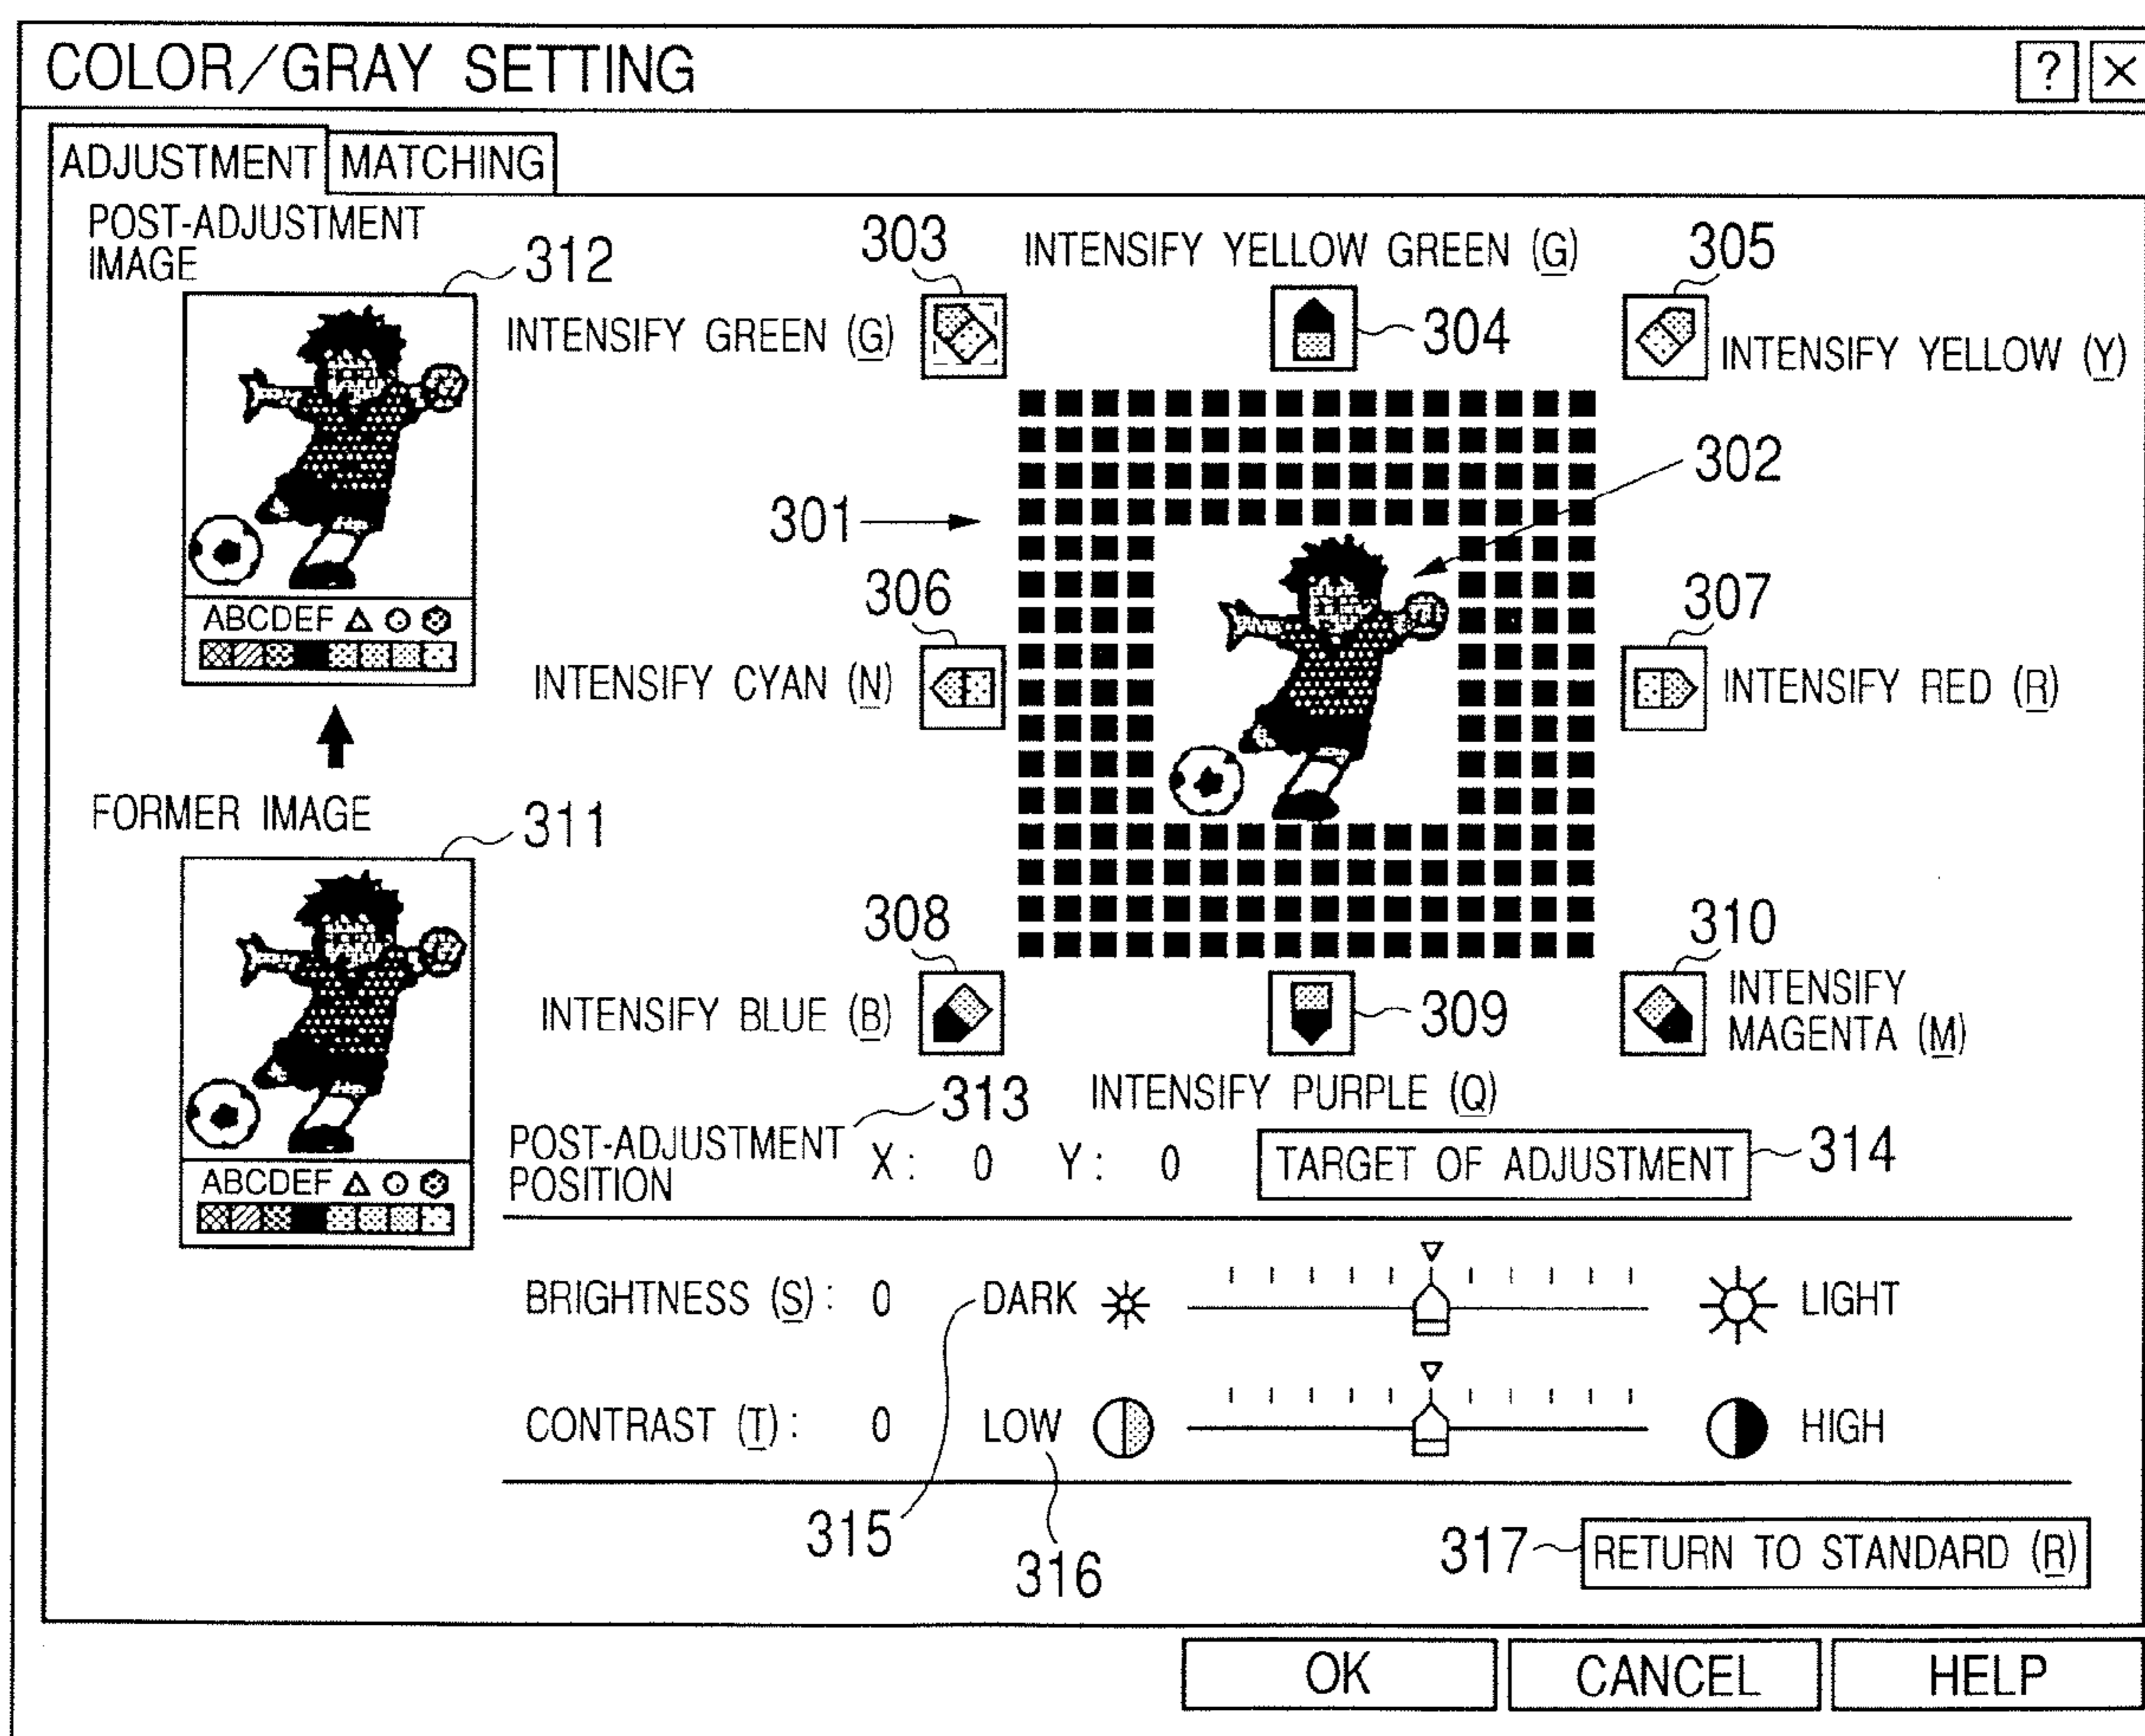 COLOR/GRAY SETTING
?
×
ADJUSTMENT
MATCHING
POST-ADJUSTMENT
IMAGE
312
ABCDEF
FORMER IMAGE
311
ABCDEF
303
INTENSIFY GREEN (G)
INTENSIFY YELLOW GREEN (G)
304
305
INTENSIFY YELLOW (Y)
301
302
306
INTENSIFY CYAN (N)
307
INTENSIFY RED (R)
308
INTENSIFY BLUE (B)
309
INTENSIFY PURPLE (Q)
310
INTENSIFY
MAGENTA (M)
313
POST-ADJUSTMENT
POSITION
X: 0 Y: 0
TARGET OF ADJUSTMENT
314
BRIGHTNESS (S): 0 DARK LIGHT
CONTRAST (T): 0 LOW HIGH
315
316
317
RETURN TO STANDARD (R)
OK
CANCEL
HELP